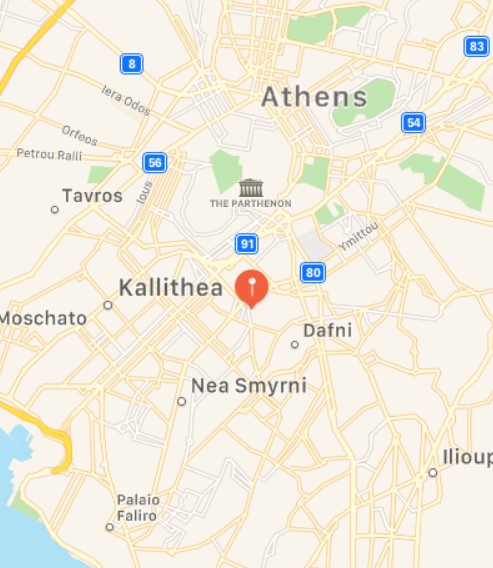 83
8
Athens
Iera Odos
54
Orfeos
Petrou Ralli
56
Tavros
Ious
THE PARTHENON
Ymittou
91
80
Kallithea
Moschato
Dafni
Nea Smyrni
Ilioup
Palaio
Faliro